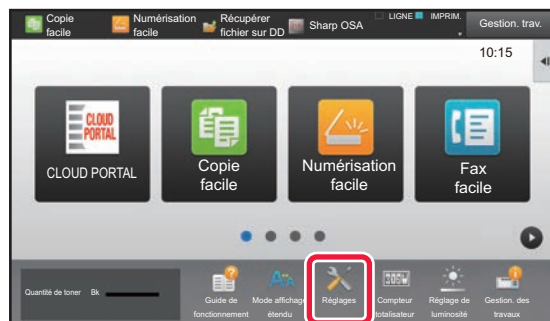 Copie facile
Numérisation facile
Récupérer fichier sur DD
Sharp OSA
LIGNE
IMPRIM.
Gestion. trav.
10:15
CLOUD PORTAL
CLOUD PORTAL
Copie facile
Numérisation facile
Fax facile
Quantité de toner Bk
Guide de fonctionnement
Mode affichage étendu
Réglages
Compteur totalisateur
Réglage de luminosité
Gestion. des travaux